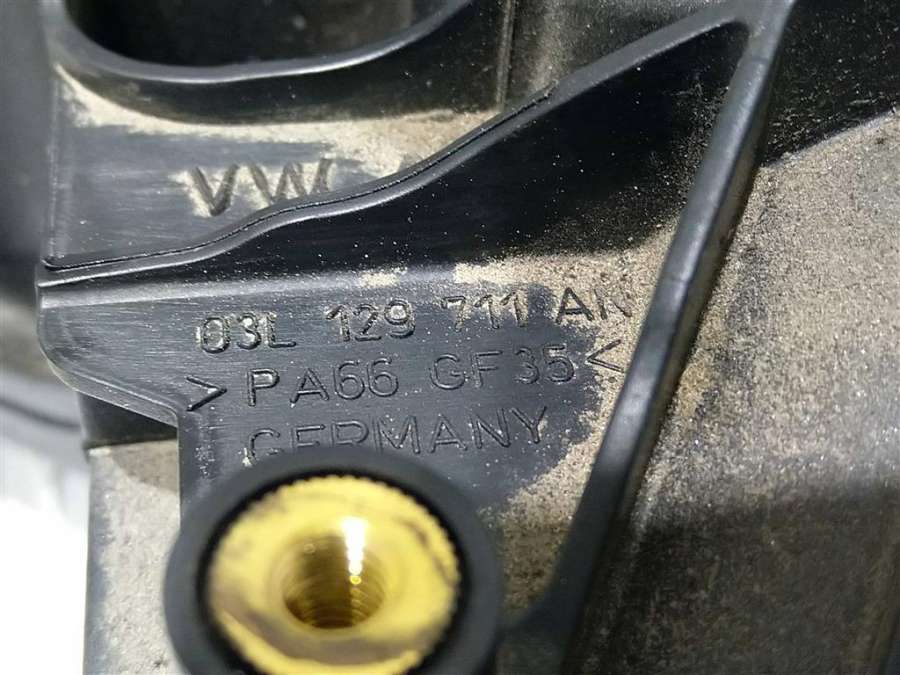 VW
03L 129 711 AN
>PA66 GF35<
GERMANY